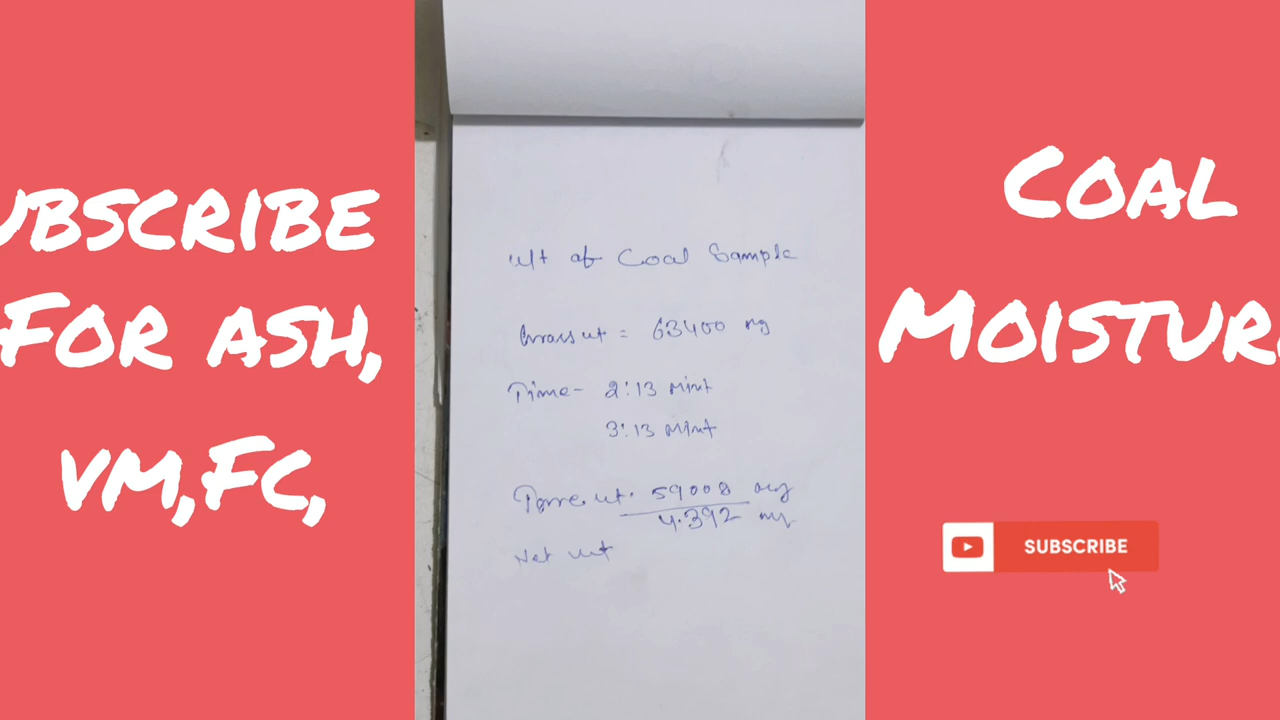 UBSCRIBE
FOR ASH,
VM,FC,
wt of Coal Sample
Gross wt = 63400 mg
Time- 2:13 Mint
3:13 Mint
Tare wt. 59008 mg
4.392 mg
Net wt
COAL
MOISTUR
SUBSCRIBE